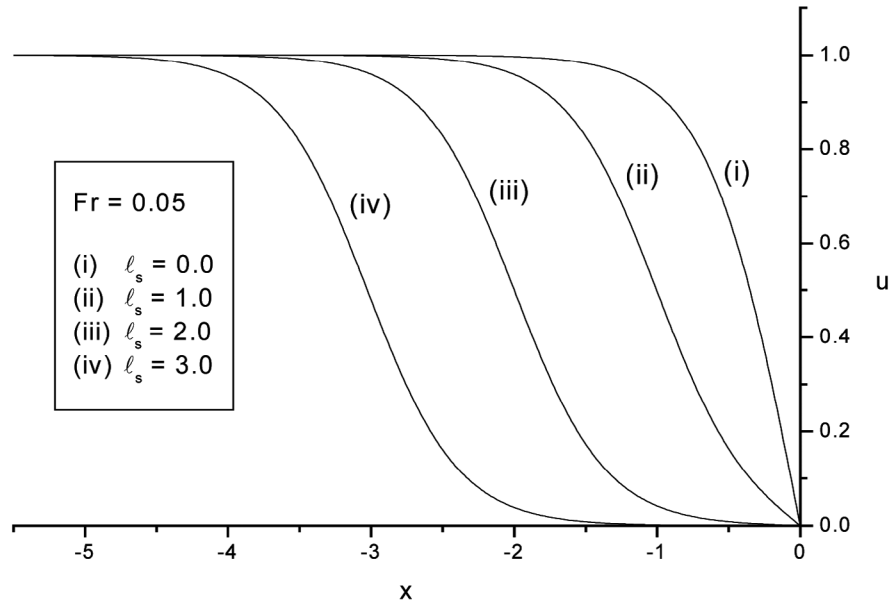 1.0
0.8
(i)
(ii)
(iii)
(iv)
Fr = 0.05
0.6
u
(i) ℓs = 0.0
(ii) ℓs = 1.0
(iii) ℓs = 2.0
(iv) ℓs = 3.0
0.4
0.2
0.0
-5 -4 -3 -2 -1 0
x